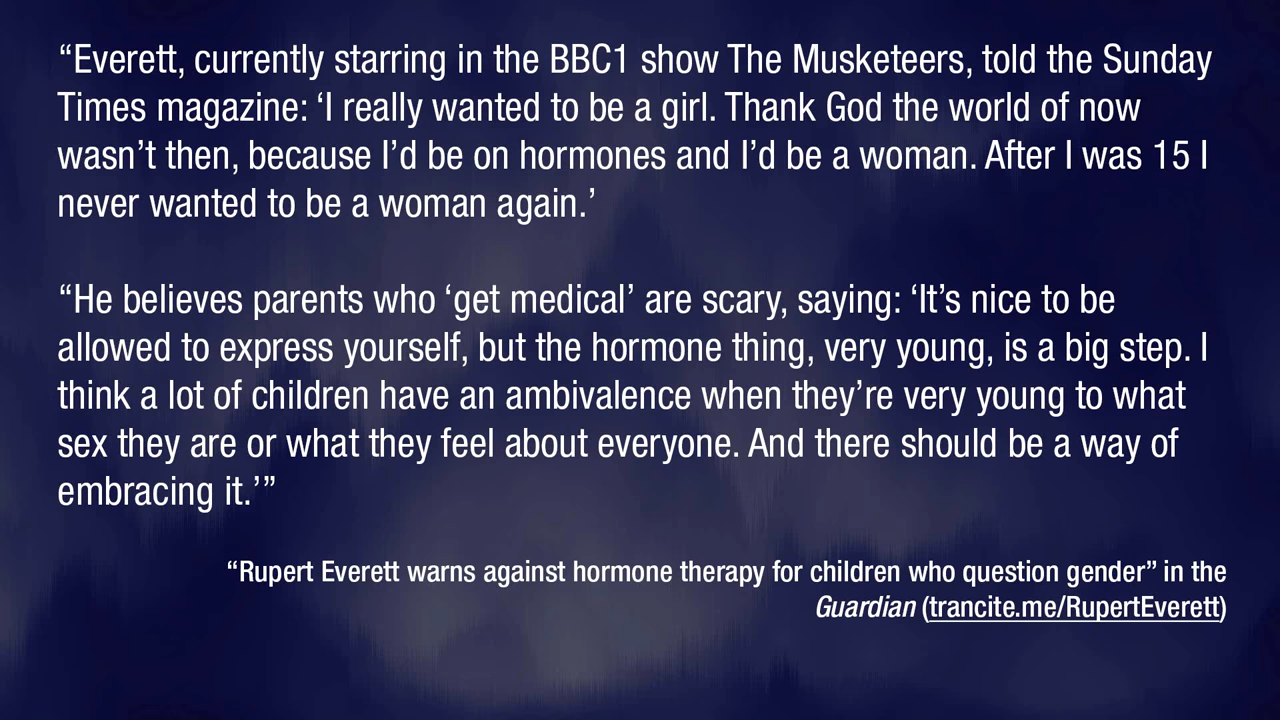 “Everett, currently starring in the BBC1 show The Musketeers, told the Sunday
Times magazine: ‘I really wanted to be a girl. Thank God the world of now
wasn’t then, because I’d be on hormones and I’d be a woman. After I was 15 I
never wanted to be a woman again.’
“He believes parents who ‘get medical’ are scary, saying: ‘It’s nice to be
allowed to express yourself, but the hormone thing, very young, is a big step. I
think a lot of children have an ambivalence when they’re very young to what
sex they are or what they feel about everyone. And there should be a way of
embracing it.’”
“Rupert Everett warns against hormone therapy for children who question gender” in the
Guardian (trancite.me/RupertEverett)